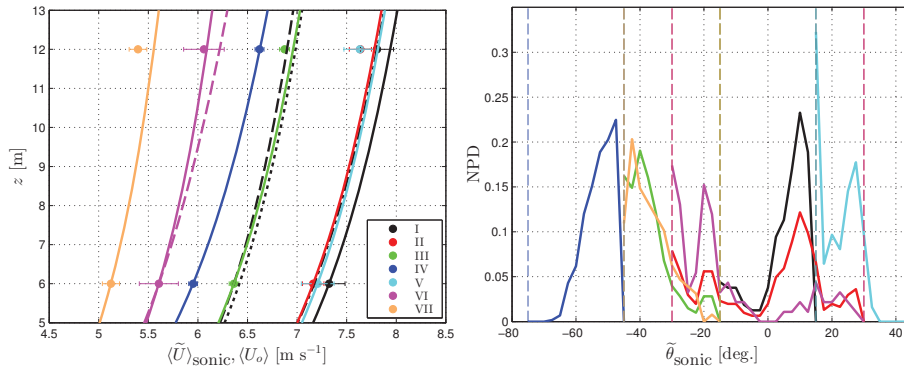 13
12
11
10
9
8
7
6
5
4.5 5 5.5 6 6.5 7 7.5 8 8.5
z [m]
⟨Ũ⟩sonic, ⟨Uo⟩ [m s⁻¹]
I
II
III
IV
V
VI
VII
0.35
0.3
0.25
0.2
0.15
0.1
0.05
0
-80 -60 -40 -20 0 20 40
NPD
θ̃sonic [deg.]